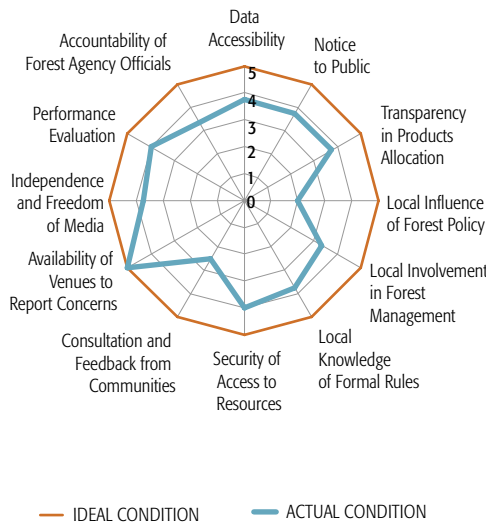 Data
Accessibility
Notice
to Public
Transparency
in Products
Allocation
Local Influence
of Forest Policy
Local Involvement
in Forest
Management
Local
Knowledge
of Formal Rules
Security of
Access to
Resources
Consultation and
Feedback from
Communities
Availability of
Venues to
Report Concerns
Independence
and Freedom
of Media
Performance
Evaluation
Accountability of
Forest Agency Officials
5
4
3
2
1
0
IDEAL CONDITION
ACTUAL CONDITION